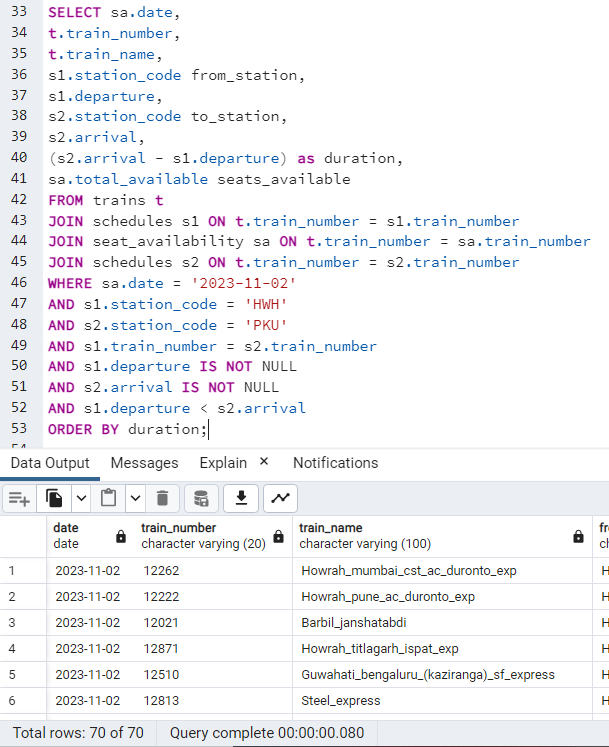 33 SELECT sa.date,
34 t.train_number,
35 t.train_name,
36 s1.station_code from_station,
37 s1.departure,
38 s2.station_code to_station,
39 s2.arrival,
40 (s2.arrival - s1.departure) as duration,
41 sa.total_available seats_available
42 FROM trains t
43 JOIN schedules s1 ON t.train_number = s1.train_number
44 JOIN seat_availability sa ON t.train_number = sa.train_number
45 JOIN schedules s2 ON t.train_number = s2.train_number
46 WHERE sa.date = '2023-11-02'
47 AND s1.station_code = 'HWH'
48 AND s2.station_code = 'PKU'
49 AND s1.train_number = s2.train_number
50 AND s1.departure IS NOT NULL
51 AND s2.arrival IS NOT NULL
52 AND s1.departure < s2.arrival
53 ORDER BY duration;
Data Output Messages Explain × Notifications
date train_number train_name fr
date character varying (20) character varying (100) ch
1 2023-11-02 12262 Howrah_mumbai_cst_ac_duronto_exp H
2 2023-11-02 12222 Howrah_pune_ac_duronto_exp H
3 2023-11-02 12021 Barbil_janshatabdi H
4 2023-11-02 12871 Howrah_titlagarh_ispat_exp H
5 2023-11-02 12510 Guwahati_bengaluru_(kaziranga)_sf_express H
6 2023-11-02 12813 Steel_express H
Total rows: 70 of 70 Query complete 00:00:00.080